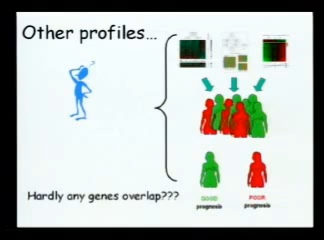 Other profiles...
GOOD POOR
prognosis prognosis
Hardly any genes overlap???